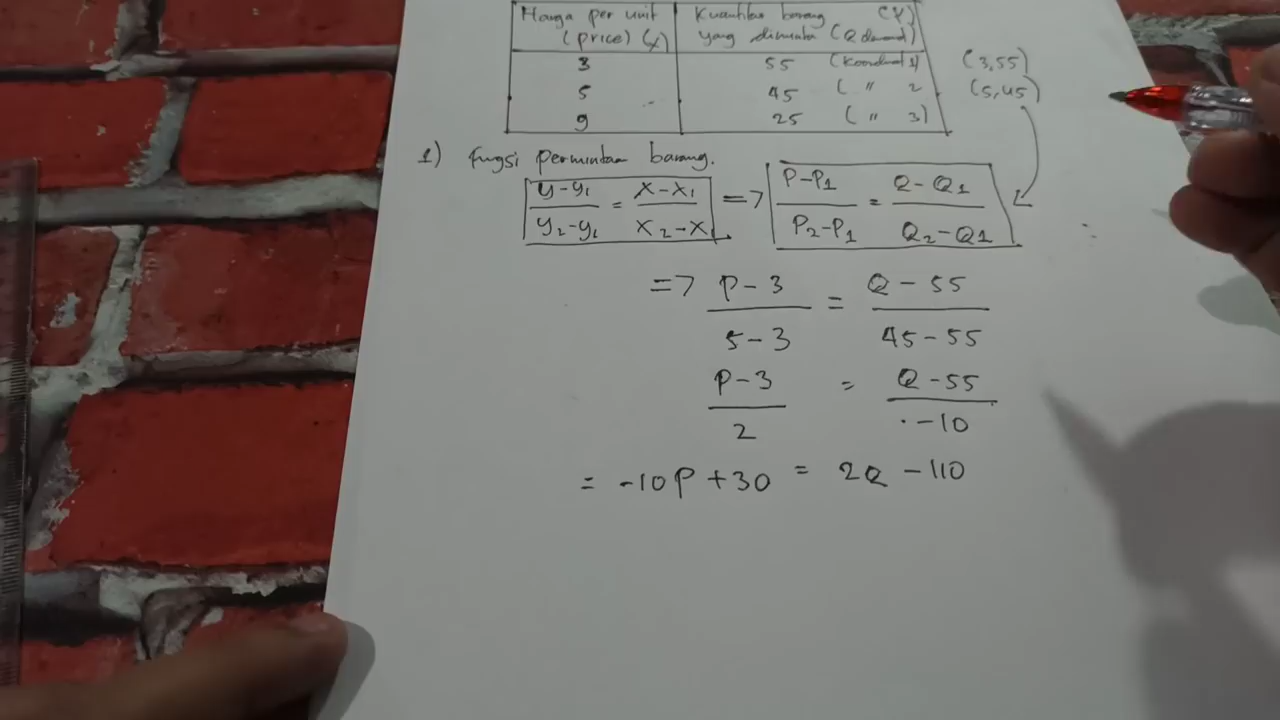 Harga per unit (price) (x) Kuantitas barang (Y) yang diminta (Q demand)
3 55 (Koordinat 1) (3,55)
5 45 ( " 2 (5,45)
9 25 ( " 3)
1) fugsi permintaan barang.
y-y1/y2-y1 = x-x1/x2-x1 => P-P1/P2-P1 = Q-Q1/Q2-Q1
=> P-3/5-3 = Q-55/45-55
P-3/2 = Q-55/-10
= -10P+30 = 2Q-110